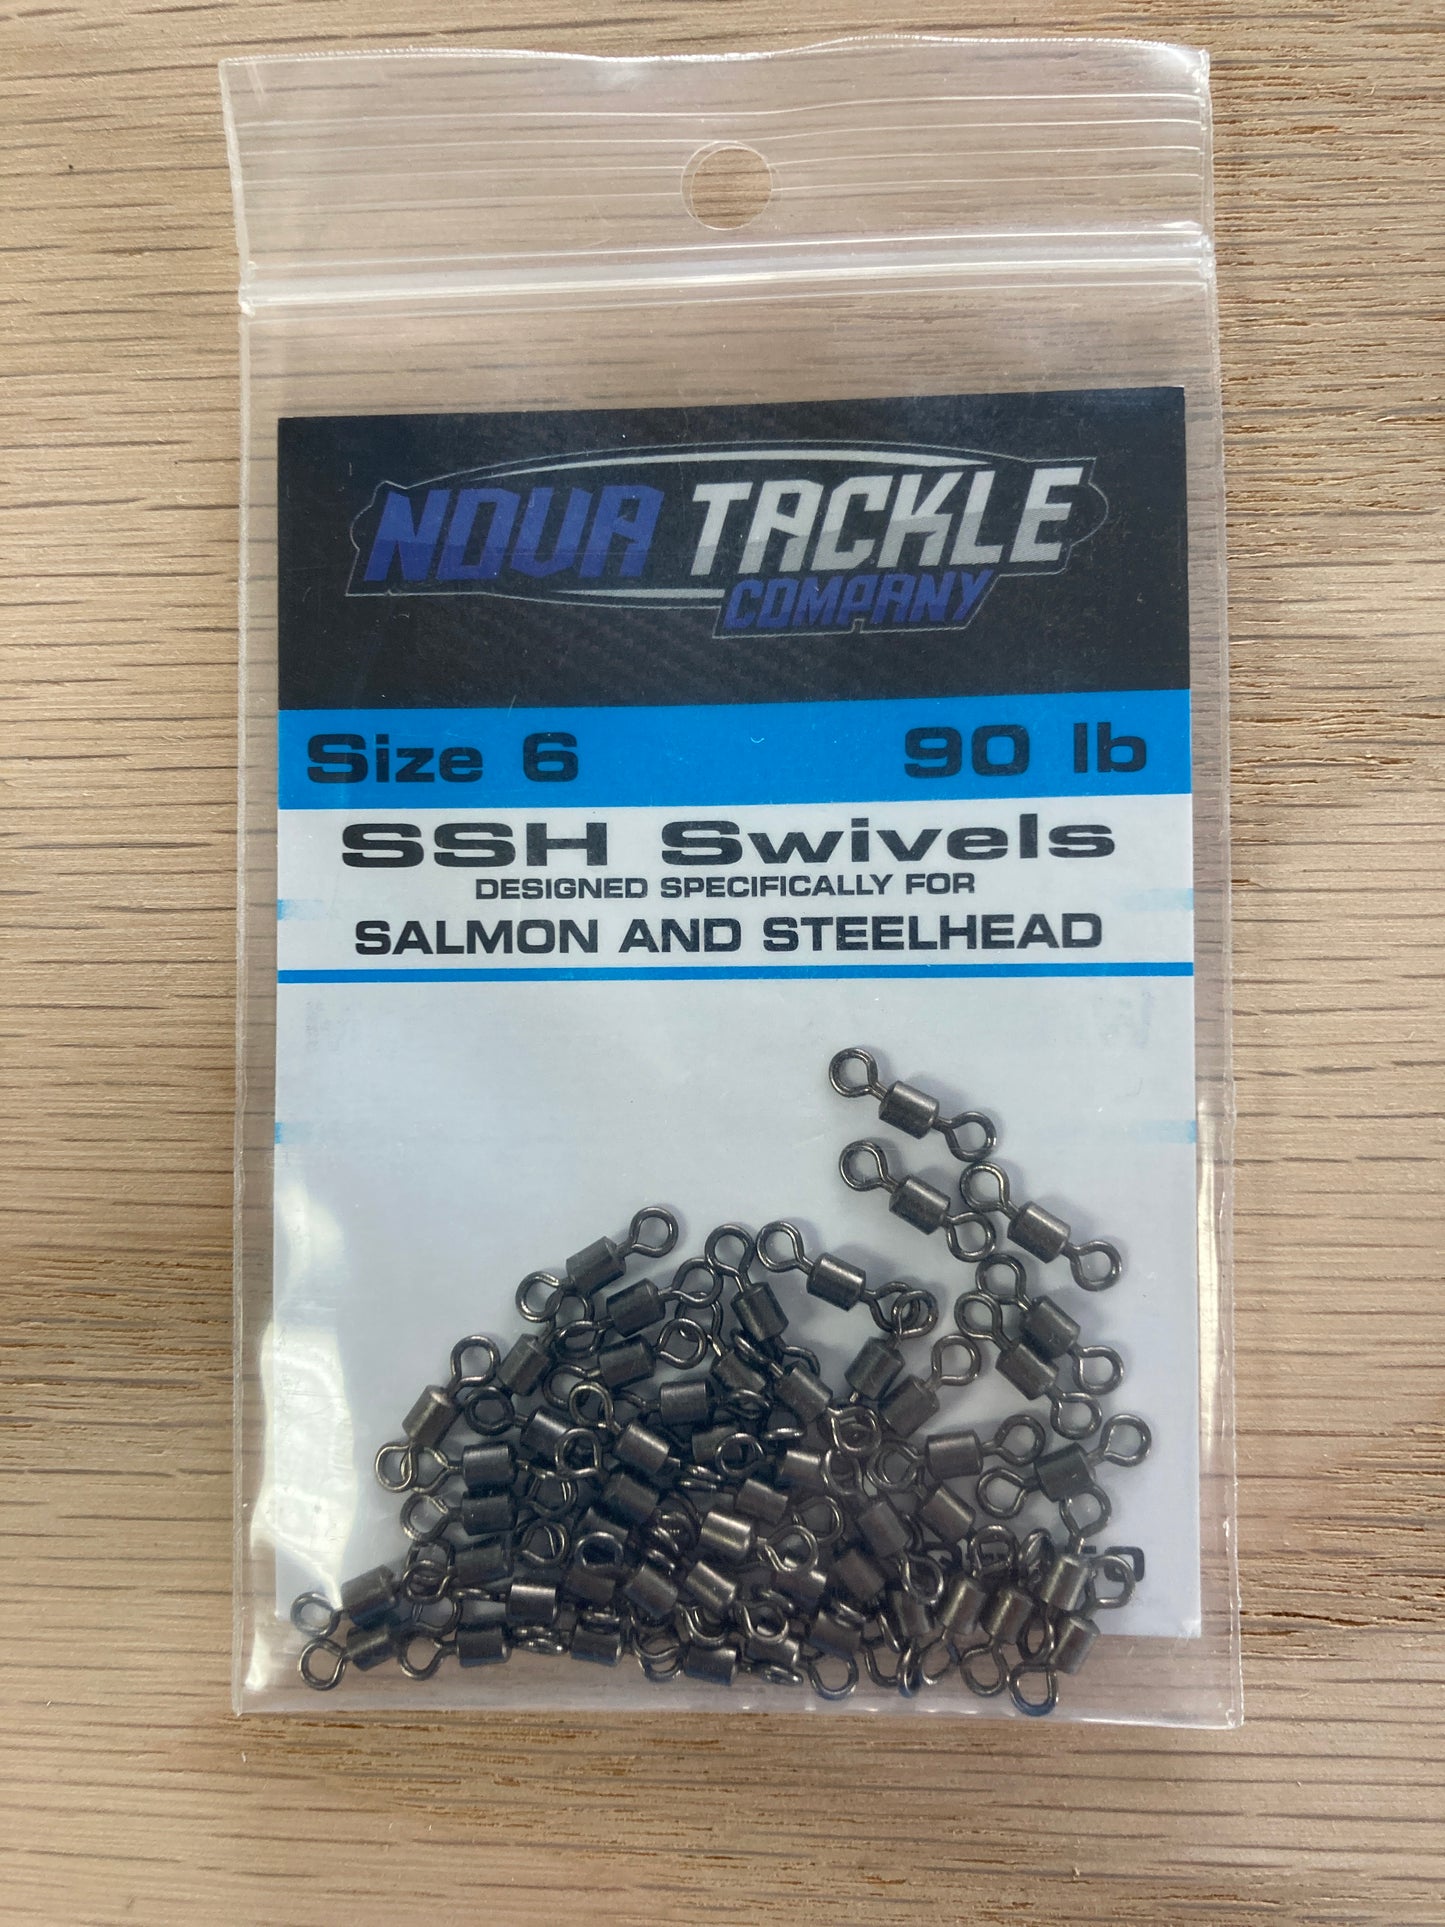 NOVA TACKLE
COMPANY
Size 6 90 lb
SSH Swivels
DESIGNED SPECIFICALLY FOR
SALMON AND STEELHEAD